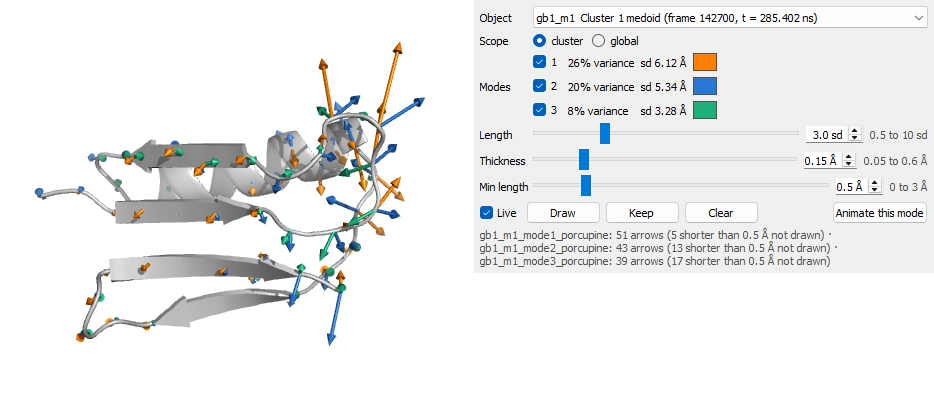 Object gb1_m1 Cluster 1 medoid (frame 142700, t = 285.402 ns)
Scope cluster global
1 26% variance sd 6.12 Å
Modes 2 20% variance sd 5.34 Å
3 8% variance sd 3.28 Å
Length 3.0 sd 0.5 to 10 sd
Thickness 0.15 Å 0.05 to 0.6 Å
Min length 0.5 Å 0 to 3 Å
Live Draw Keep Clear Animate this mode
gb1_m1_mode1_porcupine: 51 arrows (5 shorter than 0.5 Å not drawn) ·
gb1_m1_mode2_porcupine: 43 arrows (13 shorter than 0.5 Å not drawn) ·
gb1_m1_mode3_porcupine: 39 arrows (17 shorter than 0.5 Å not drawn)